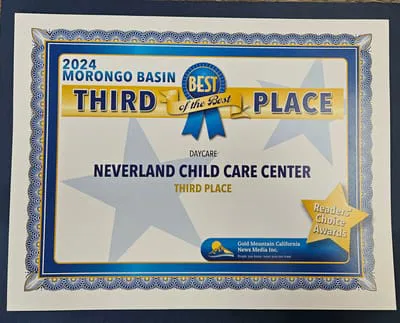 2024
MORONGO BASIN
BEST
of the Best
THIRD PLACE
DAYCARE:
NEVERLAND CHILD CARE CENTER
THIRD PLACE
Readers'
Choice
Awards
Gold Mountain California
News Media Inc.